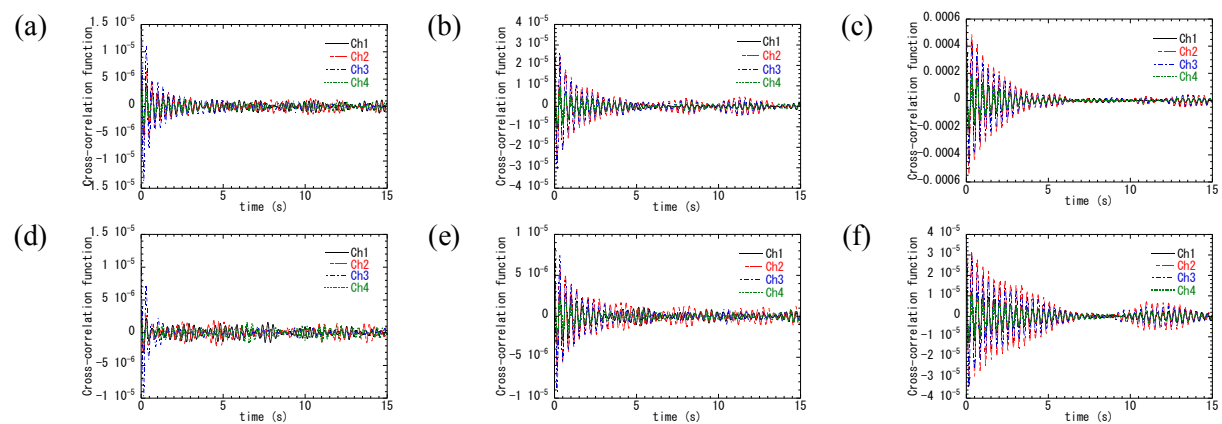 (a)
Cross-correlation function
1.5 10⁻⁵
1 10⁻⁵
5 10⁻⁶
0
-5 10⁻⁶
-1 10⁻⁵
1.5 10⁻⁵
Ch1
Ch2
Ch3
Ch4
0 5 10 15
time (s)
(b)
Cross-correlation function
4 10⁻⁵
3 10⁻⁵
2 10⁻⁵
1 10⁻⁵
0
-1 10⁻⁵
-2 10⁻⁵
-3 10⁻⁵
-4 10⁻⁵
Ch1
Ch2
Ch3
Ch4
0 5 10 15
time (s)
(c)
Cross-correlation function
0.0006
0.0004
0.0002
0
-0.0002
-0.0004
-0.0006
Ch1
Ch2
Ch3
Ch4
0 5 10 15
time (s)
(d)
Cross-correlation function
1.5 10⁻⁵
1 10⁻⁵
5 10⁻⁶
0
-5 10⁻⁶
-1 10⁻⁵
Ch1
Ch2
Ch3
Ch4
0 5 10 15
time (s)
(e)
Cross-correlation function
1 10⁻⁵
5 10⁻⁶
0
-5 10⁻⁶
-1 10⁻⁵
Ch1
Ch2
Ch3
Ch4
0 5 10 15
time (s)
(f)
Cross-correlation function
4 10⁻⁵
3 10⁻⁵
2 10⁻⁵
1 10⁻⁵
0
-1 10⁻⁵
-2 10⁻⁵
-3 10⁻⁵
-4 10⁻⁵
Ch1
Ch2
Ch3
Ch4
0 5 10 15
time (s)